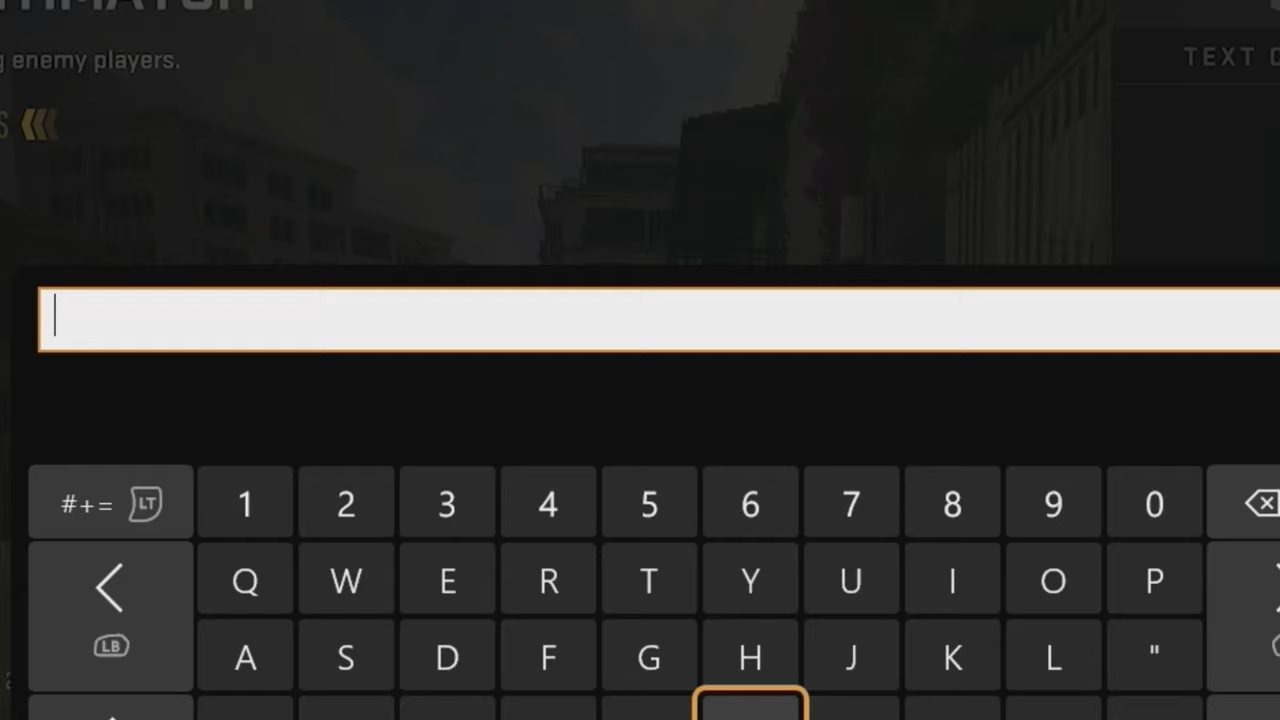 enemy players.
TEXT
#+= LT 1 2 3 4 5 6 7 8 9 0
Q W E R T Y U I O P
LB
A S D F G H J K L "